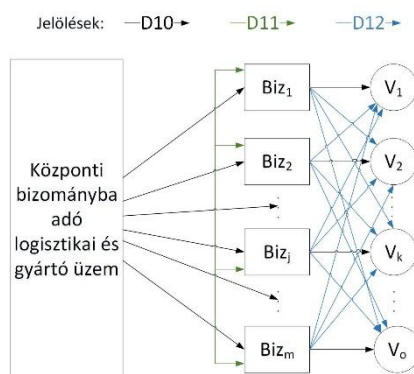 Jelölések: D10 D11 D12
Központi
bizományba
adó
logisztikai és
gyártó üzem
Biz₁
V₁
Biz₂
V₂
Bizⱼ
Vₖ
Bizₘ
Vₒ